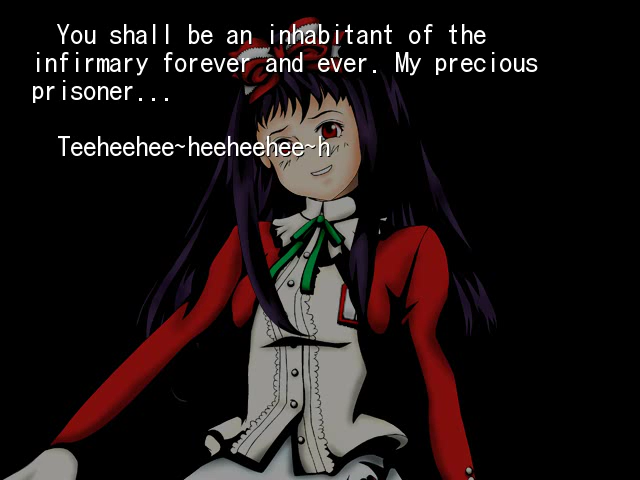 You shall be an inhabitant of the
infirmary forever and ever. My precious
prisoner...
Teeheehee~heeheehee~h